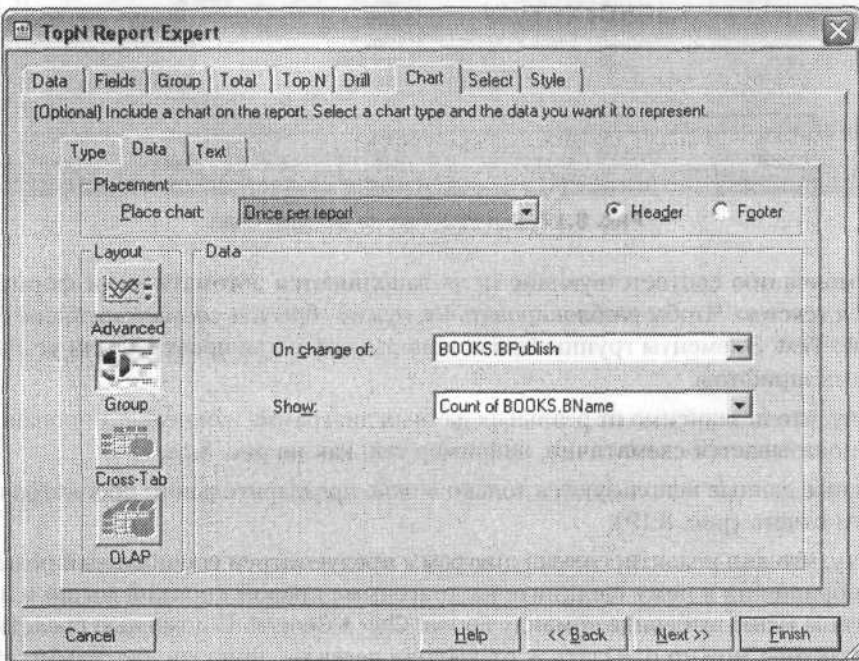 TopN Report Expert
Data Fields Group Total Top N Drill Chart Select Style
(Optional) Include a chart on the report. Select a chart type and the data you want it to represent.
Type Data Text
Placement
Place chart: Once per report Header Footer
Layout Data
Advanced
On change of: BOOKS.BPublish
Group
Show: Count of BOOKS.BName
Cross-Tab
OLAP
Cancel Help << Back Next >> Finish